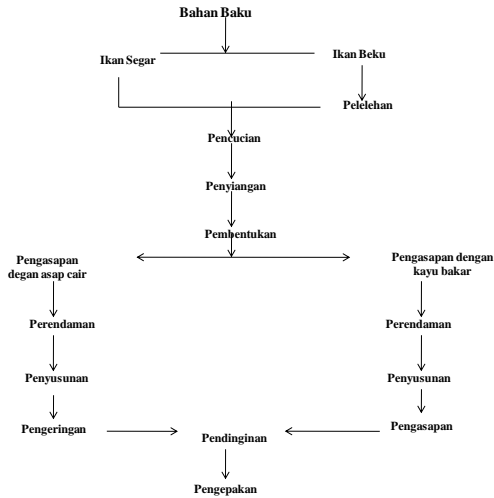 Bahan Baku
Ikan Segar
Ikan Beku
Pelelehan
Pencucian
Penyiangan
Pembentukan
Pengasapan
degan asap cair
Pengasapan dengan
kayu bakar
Perendaman
Perendaman
Penyusunan
Penyusunan
Pengeringan
Pengasapan
Pendinginan
Pengepakan